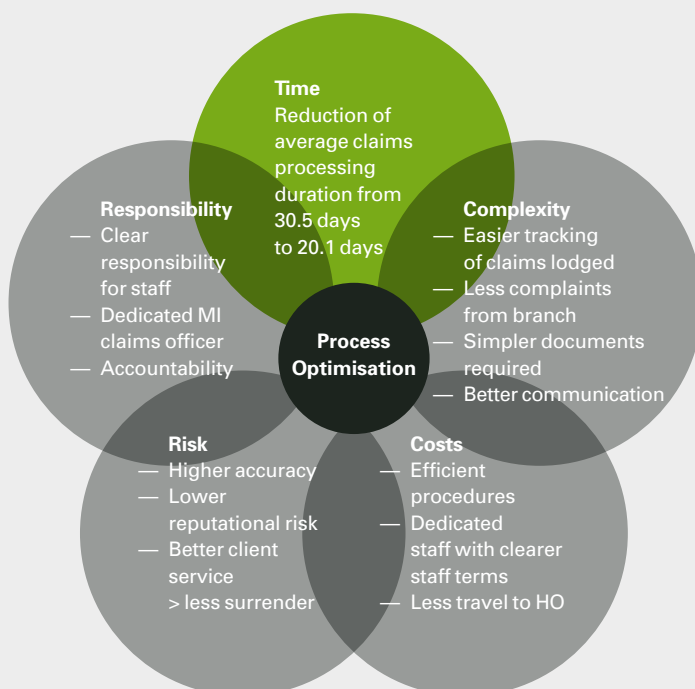 Time
Reduction of
average claims
processing
duration from
30.5 days
to 20.1 days
Responsibility
— Clear
responsibility
for staff
— Dedicated MI
claims officer
— Accountability
Complexity
— Easier tracking
of claims lodged
— Less complaints
from branch
— Simpler documents
required
— Better communication
Process
Optimisation
Risk
— Higher accuracy
— Lower
reputational risk
— Better client
service
> less surrender
Costs
— Efficient
procedures
— Dedicated
staff with clearer
staff terms
— Less travel to HO